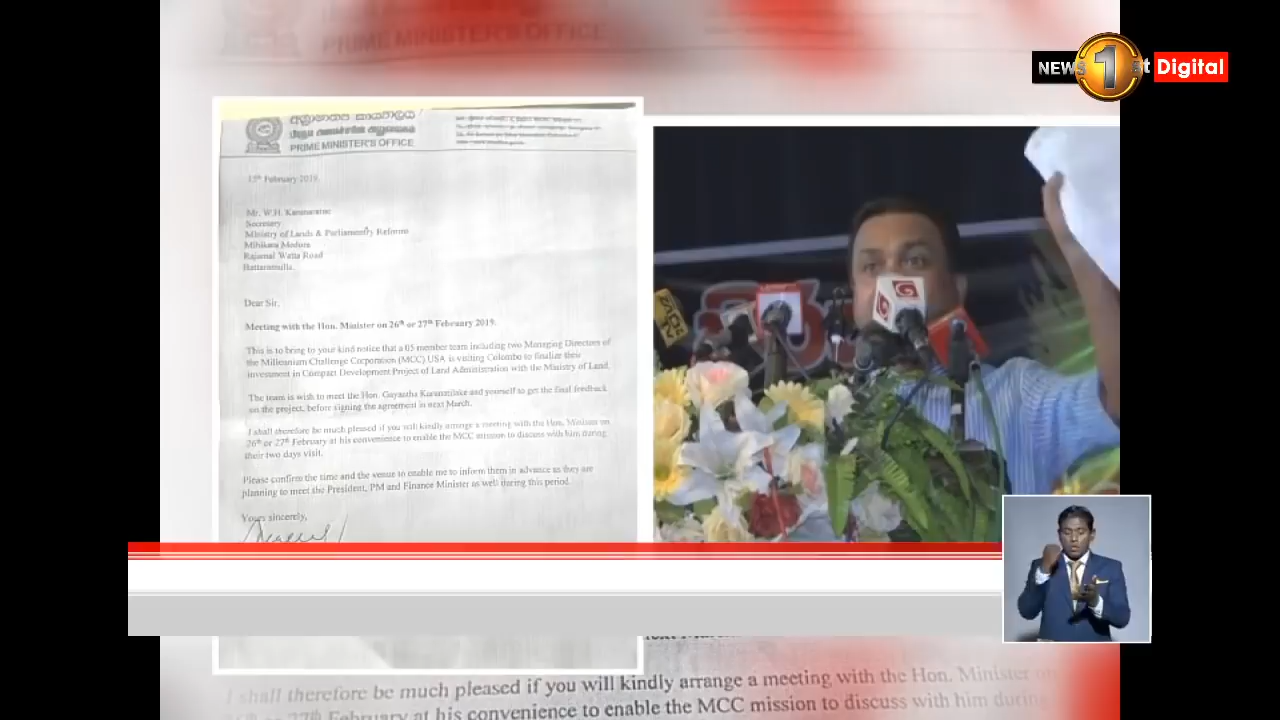 PRIME MINISTER'S OFFICE
NEWS 1st Digital
අග්‍රාමාත්‍ය කාර්යාලය
PRIME MINISTER'S OFFICE
15th February 2019.
Mr. W.H. Karunaratne
Secretary
Ministry of Lands & Parliamentary Reforms
Mihikata Medura
Rajamal Watta Road
Battaramulla.
Dear Sir,
Meeting with the Hon. Minister on 26th or 27th February 2019.
This is to bring to your kind notice that a 05 member team including two Managing Directors of
the Millennium Challenge Corporation (MCC) USA is visiting Colombo to finalize their
investment in Compact Development Project of Land Administration with the Ministry of Land.
The team is wish to meet the Hon. Gayantha Karunatilake and yourself to get the final feedback
on the project, before signing the agreement in next March.
I shall therefore be much pleased if you will kindly arrange a meeting with the Hon. Minister on
26th or 27th February at his convenience to enable the MCC mission to discuss with him during
their two days visit.
Please confirm the time and the venue to enable me to inform them in advance as they are
planning to meet the President, PM and Finance Minister as well during this period.
Yours sincerely,
I shall therefore be much pleased if you will kindly arrange a meeting with the Hon. Minister on
26th or 27th February at his convenience to enable the MCC mission to discuss with him during